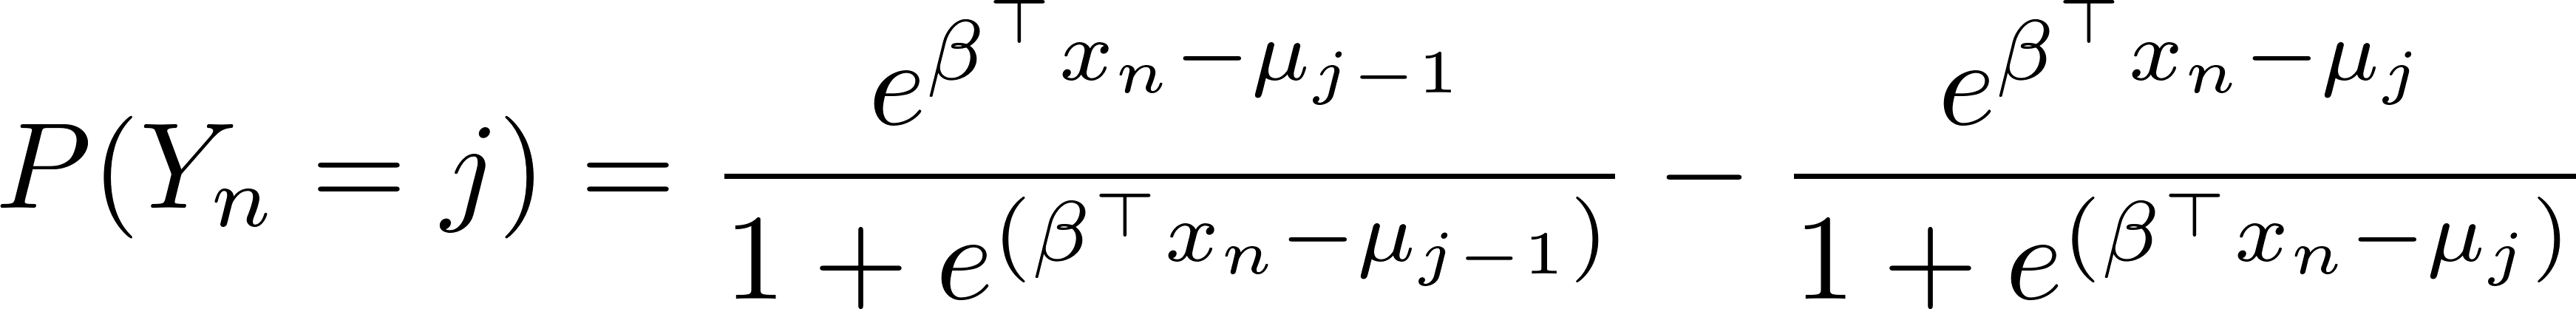 $P(Y_n = j) = \frac{e^{\beta^\top x_n - \mu_{j-1}}}{1 + e^{(\beta^\top x_n - \mu_{j-1})}} - \frac{e^{\beta^\top x_n - \mu_j}}{1 + e^{(\beta^\top x_n - \mu_j)}}$